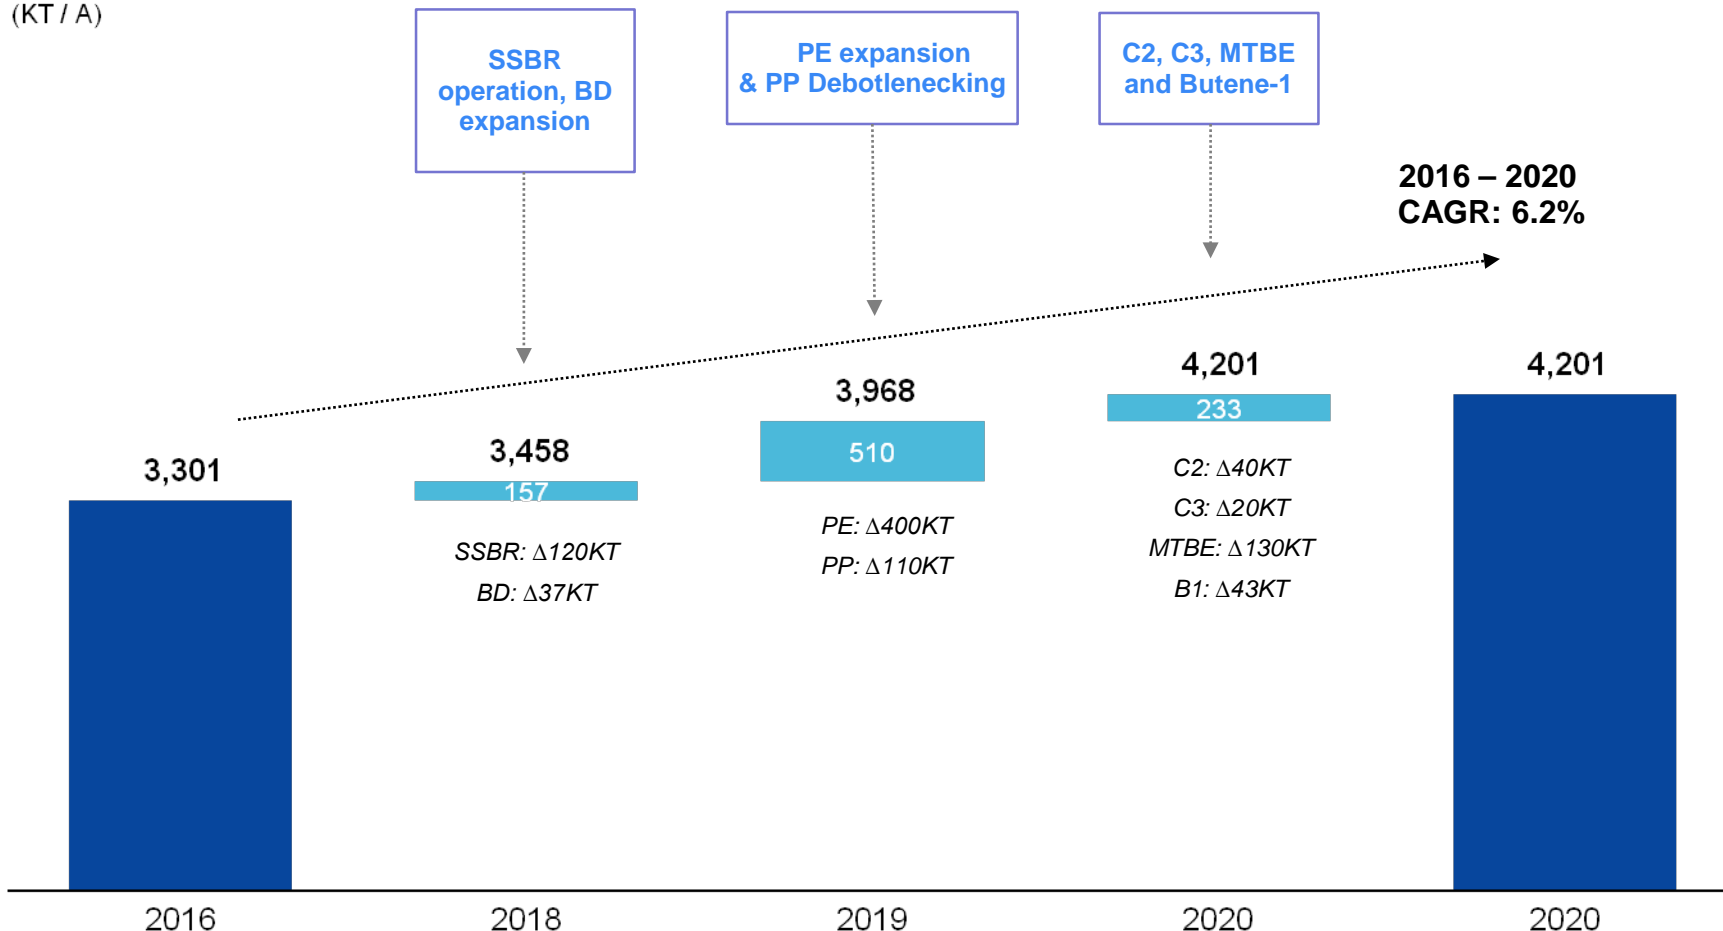 (KT / A)
SSBR
operation, BD
expansion
PE expansion
& PP Debotlenecking
C2, C3, MTBE
and Butene-1
2016 – 2020
CAGR: 6.2%
3,301
3,458
157
SSBR: Δ120KT
BD: Δ37KT
3,968
510
PE: Δ400KT
PP: Δ110KT
4,201
233
C2: Δ40KT
C3: Δ20KT
MTBE: Δ130KT
B1: Δ43KT
4,201
2016
2018
2019
2020
2020